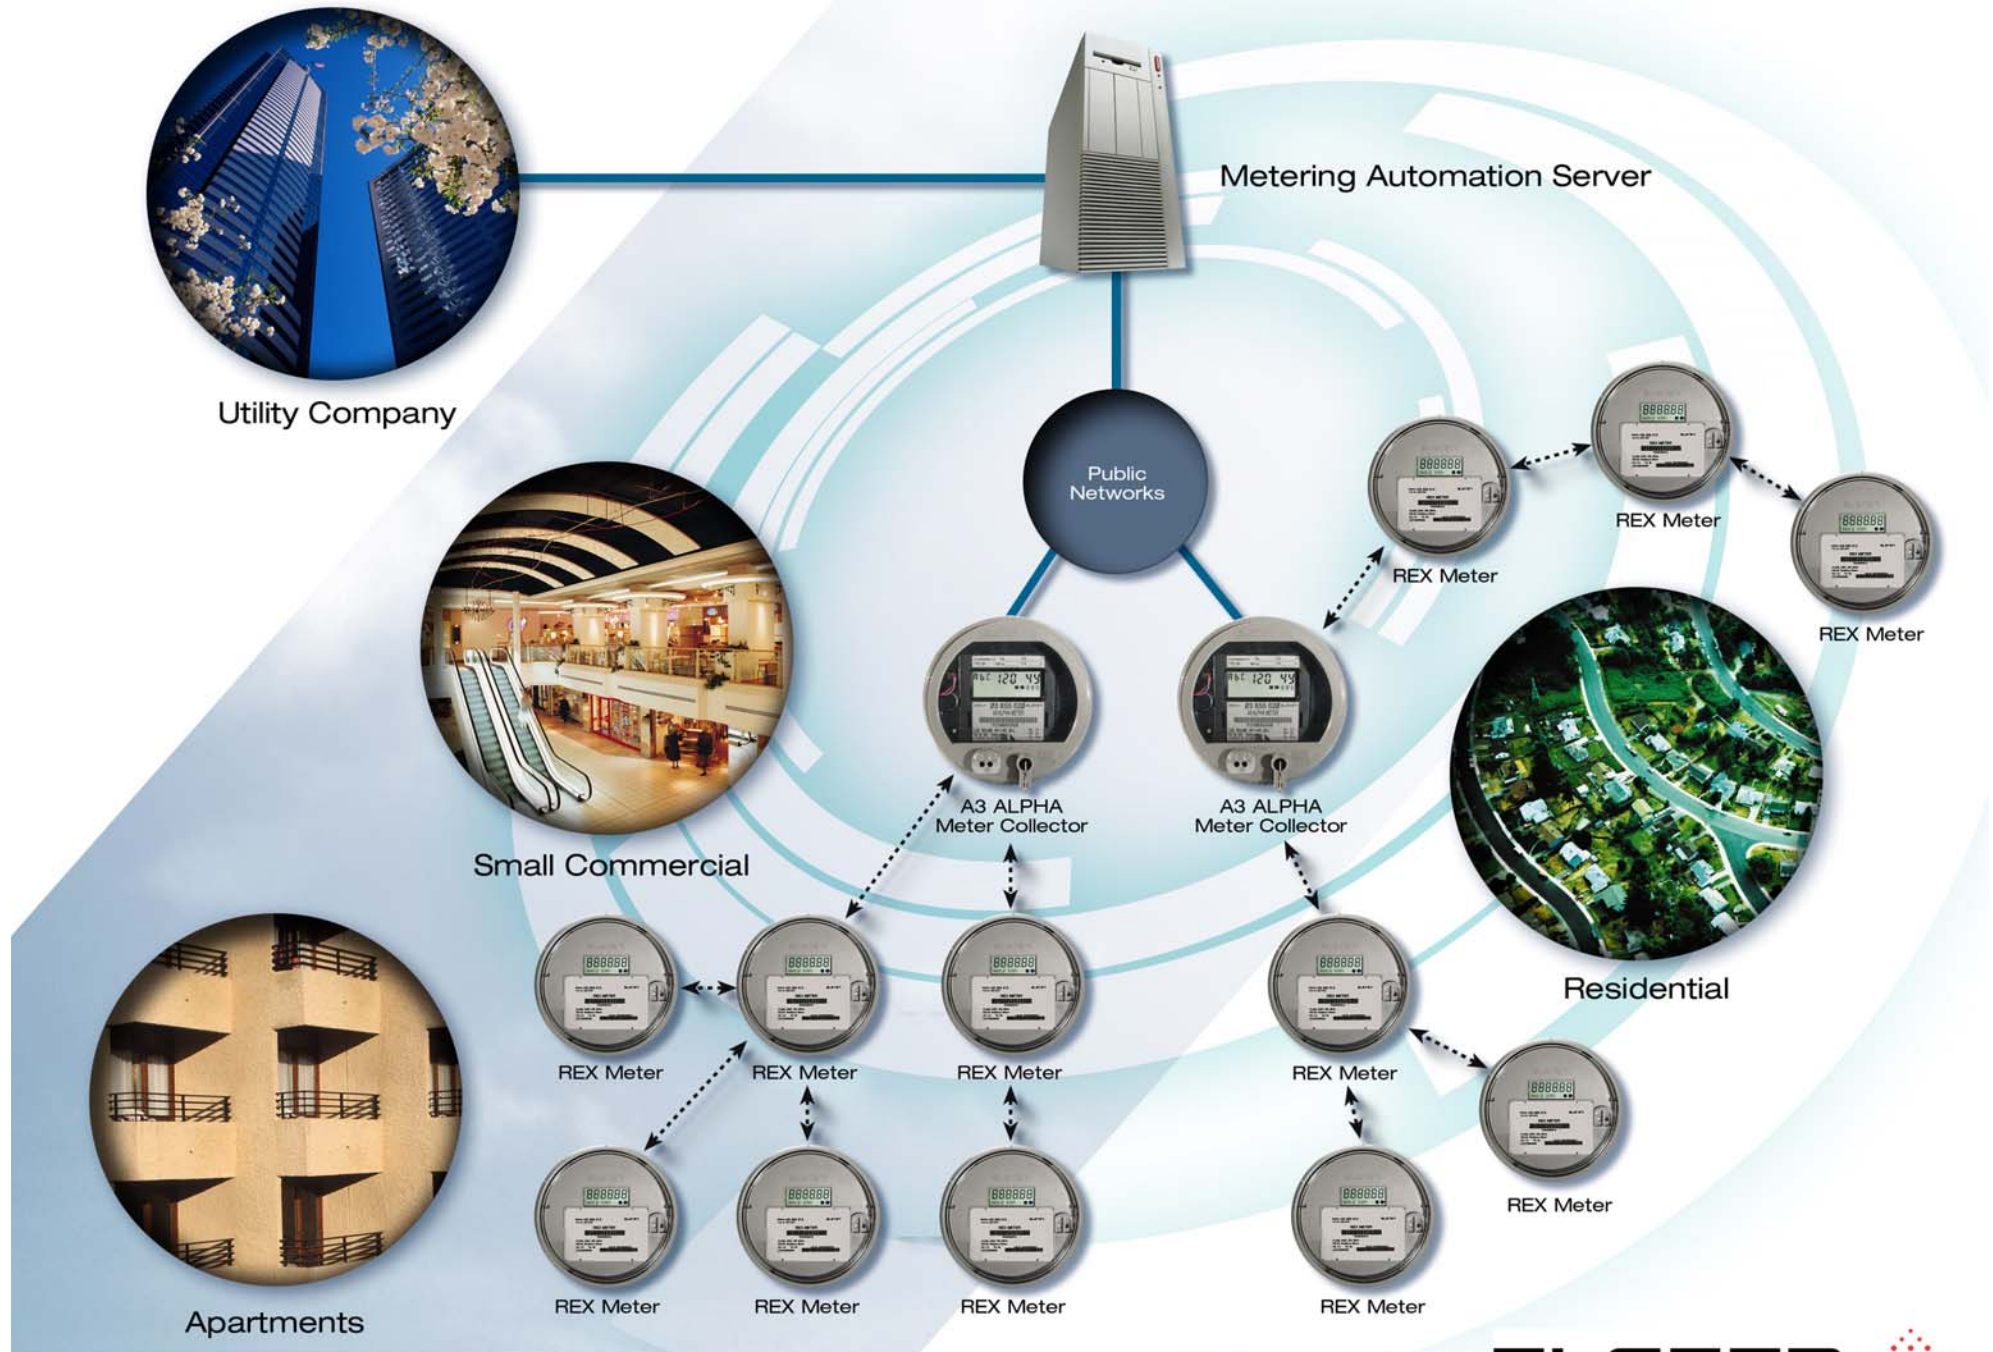 Metering Automation Server
Utility Company
Public
Networks
REX Meter
REX Meter
REX Meter
A3 ALPHA
Meter Collector
A3 ALPHA
Meter Collector
Small Commercial
Residential
REX Meter
REX Meter
REX Meter
REX Meter
REX Meter
REX Meter
REX Meter
REX Meter
REX Meter
Apartments